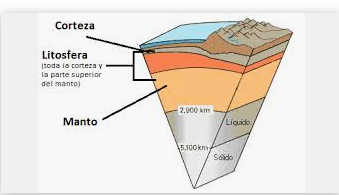 Corteza
Litosfera
(toda la corteza y
la parte superior
del manto)
Manto
2,900 km
Líquido
5,100 km
Sólido